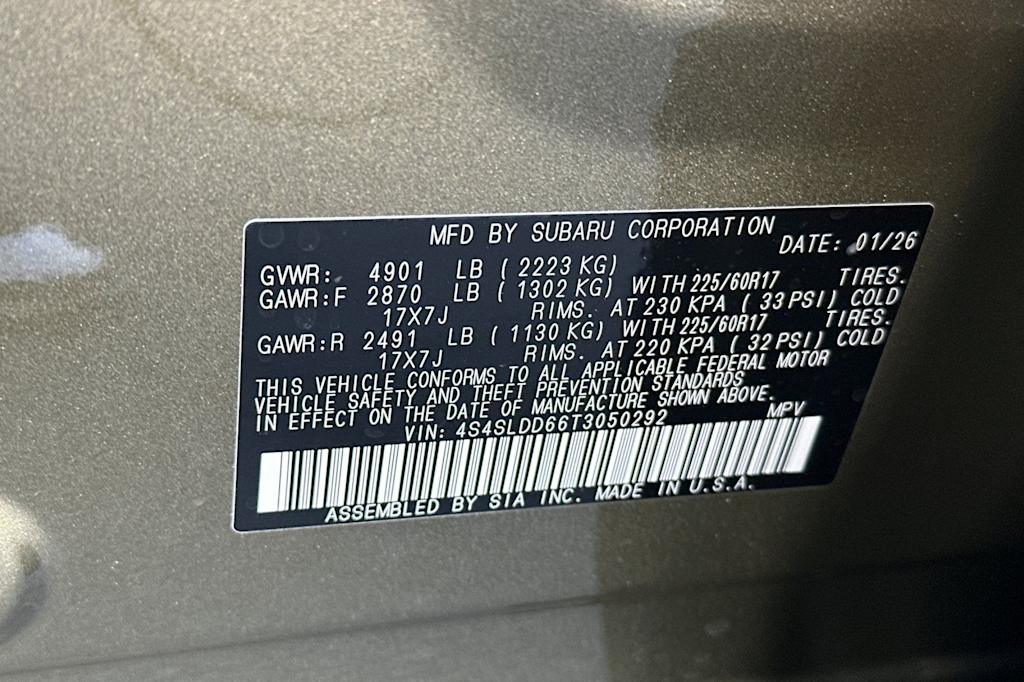 MFD BY SUBARU CORPORATION
DATE: 01/26
GVWR: 4901 LB ( 2223 KG)
GAWR:F 2870 LB ( 1302 KG) WITH 225/60R17 TIRES.
17X7J RIMS. AT 230 KPA ( 33 PSI) COLD
GAWR:R 2491 LB ( 1130 KG) WITH 225/60R17 TIRES.
17X7J RIMS. AT 220 KPA ( 32 PSI) COLD
THIS VEHICLE CONFORMS TO ALL APPLICABLE FEDERAL MOTOR
VEHICLE SAFETY AND THEFT PREVENTION STANDARDS
IN EFFECT ON THE DATE OF MANUFACTURE SHOWN ABOVE.
VIN: 4S4SLDD66T3050292 MPV
ASSEMBLED BY SIA INC. MADE IN U.S.A.